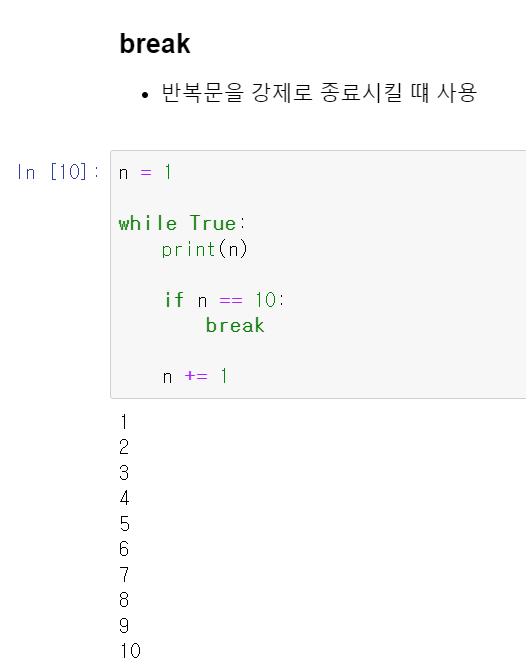 break
• 반복문을 강제로 종료시킬 떄 사용
In [10]: n = 1
while True:
    print(n)
    if n == 10:
        break
    n += 1
1
2
3
4
5
6
7
8
9
10